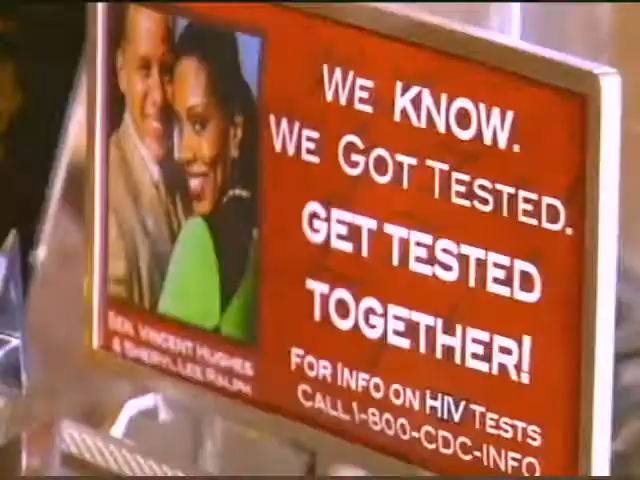 WE KNOW.
WE GOT TESTED.
GET TESTED
TOGETHER!
FOR INFO ON HIV TESTS
CALL 1-800-CDC-INFO
SEN. VINCENT HUGHES
& SHERYL LEE RALPH